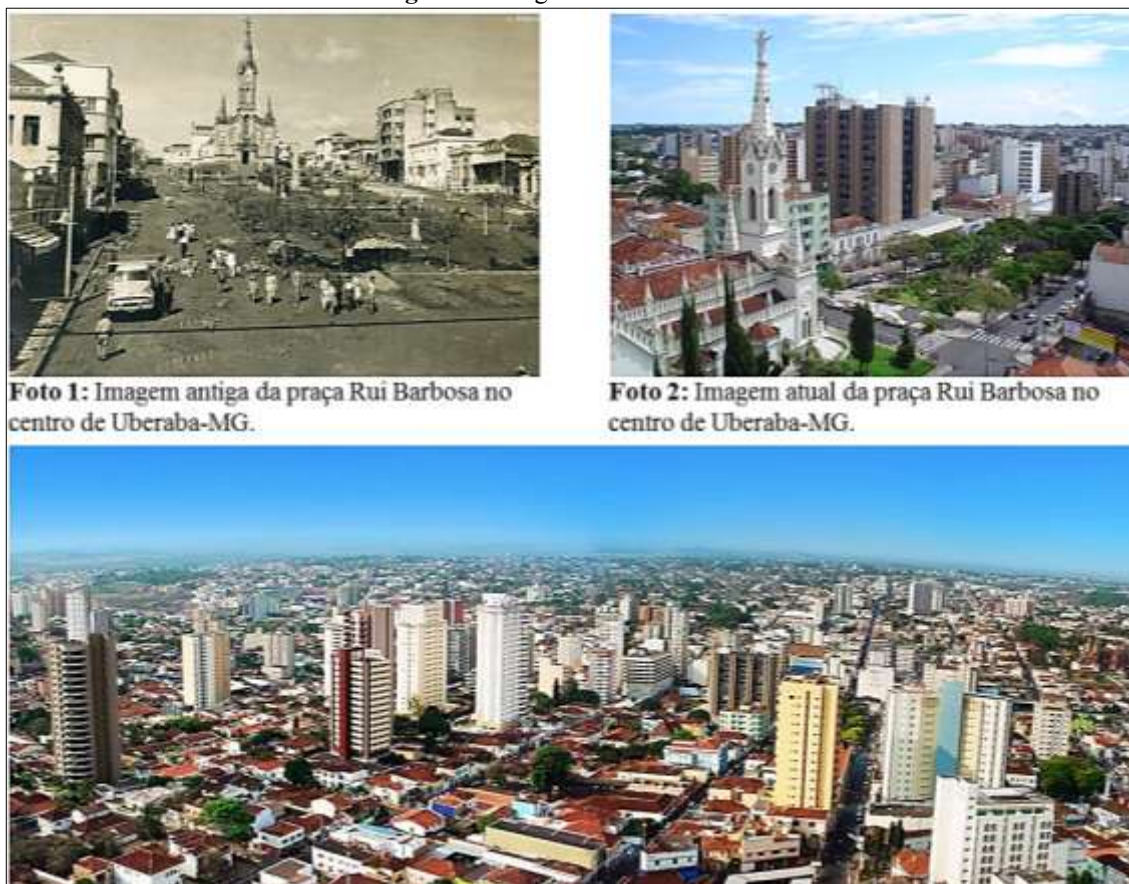 Foto 1: Imagem antiga da praça Rui Barbosa no
centro de Uberaba-MG.
Foto 2: Imagem atual da praça Rui Barbosa no
centro de Uberaba-MG.